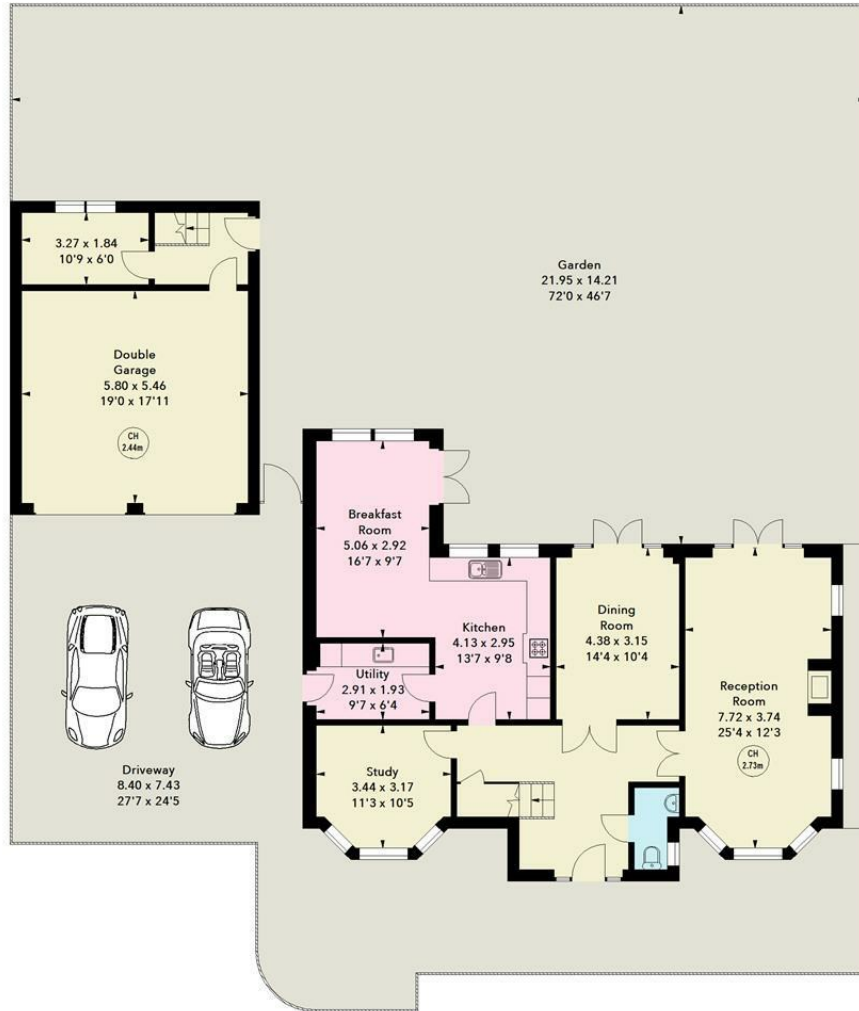 3.27 x 1.84
10'9 x 6'0
Garden
21.95 x 14.21
72'0 x 46'7
Double
Garage
5.80 x 5.46
19'0 x 17'11
CH
2.44m
Breakfast
Room
5.06 x 2.92
16'7 x 9'7
Kitchen
4.13 x 2.95
13'7 x 9'8
Dining
Room
4.38 x 3.15
14'4 x 10'4
Utility
2.91 x 1.93
9'7 x 6'4
Reception
Room
7.72 x 3.74
25'4 x 12'3
CH
2.73m
Driveway
8.40 x 7.43
27'7 x 24'5
Study
3.44 x 3.17
11'3 x 10'5